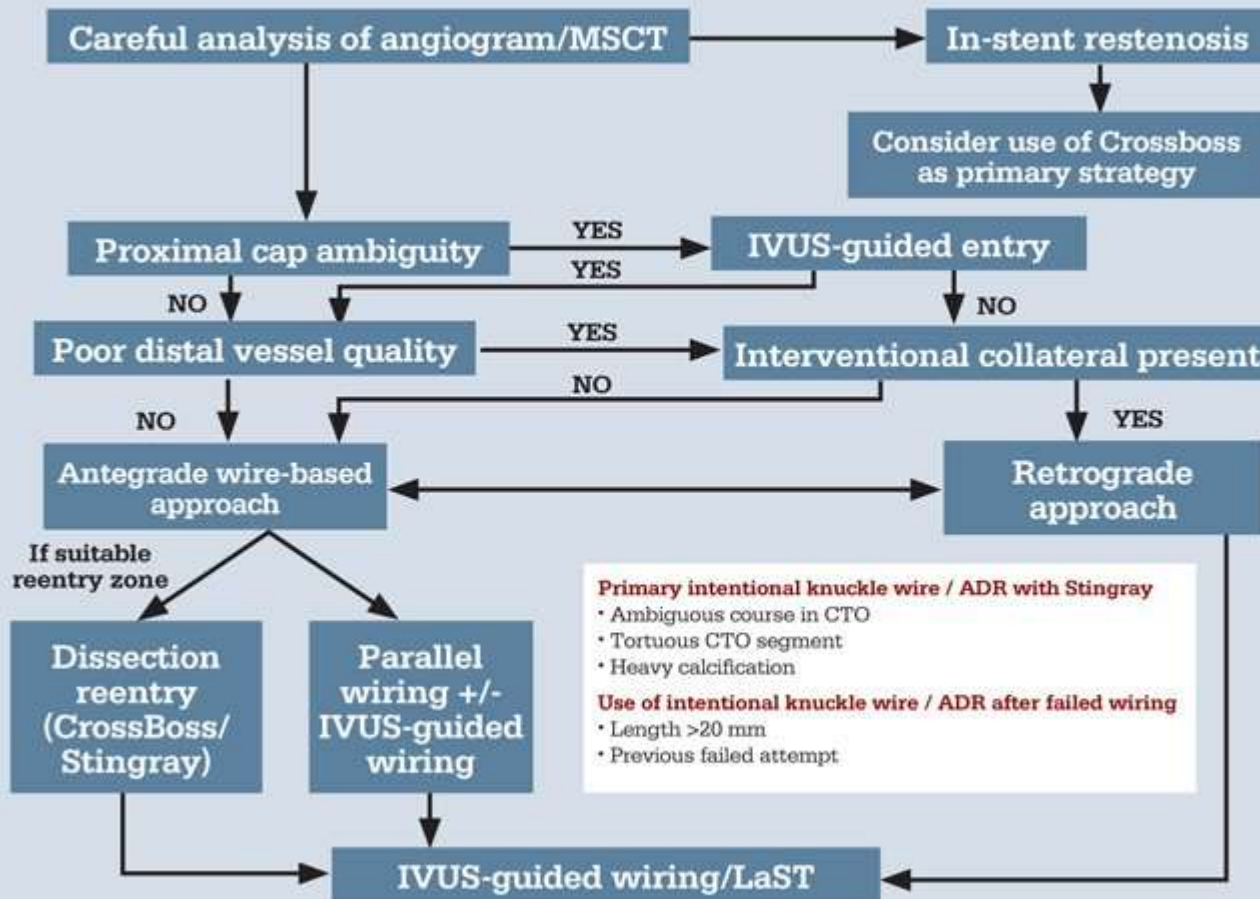 Careful analysis of angiogram/MSCT
In-stent restenosis
Consider use of Crossboss
as primary strategy
Proximal cap ambiguity
YES
IVUS-guided entry
YES
NO
NO
Poor distal vessel quality
YES
Interventional collateral present
NO
NO
YES
Antegrade wire-based
approach
Retrograde
approach
If suitable
reentry zone
Dissection
reentry
(CrossBoss/
Stingray)
Parallel
wiring +/-
IVUS-guided
wiring
Primary intentional knuckle wire / ADR with Stingray
• Ambiguous course in CTO
• Tortuous CTO segment
• Heavy calcification
Use of intentional knuckle wire / ADR after failed wiring
• Length >20 mm
• Previous failed attempt
IVUS-guided wiring/LaST